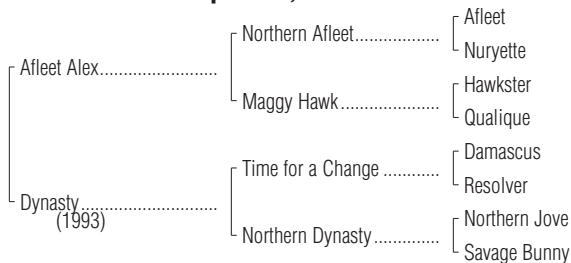 Afleet
Northern Afleet..................
Nuryette
Afleet Alex.........................
Hawkster
Maggy Hawk.....................
Qualique
Damascus
Time for a Change ............
Resolver
Dynasty.............................
(1993)
Northern Jove
Northern Dynasty..............
Savage Bunny